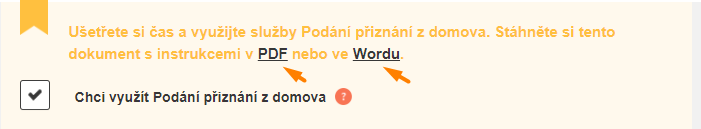 Ušetřete si čas a využijte služby Podání přiznání z domova. Stáhněte si tento
dokument s instrukcemi v PDF nebo ve Wordu.
Chci využít Podání přiznání z domova ?